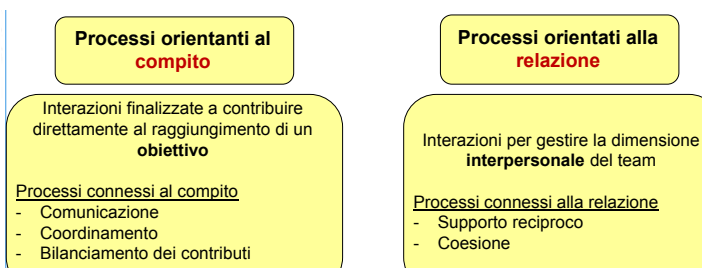 Processi orientanti al
compito
Interazioni finalizzate a contribuire
direttamente al raggiungimento di un
obiettivo
Processi connessi al compito
- Comunicazione
- Coordinamento
- Bilanciamento dei contributi
Processi orientati alla
relazione
Interazioni per gestire la dimensione
interpersonale del team
Processi connessi alla relazione
- Supporto reciproco
- Coesione